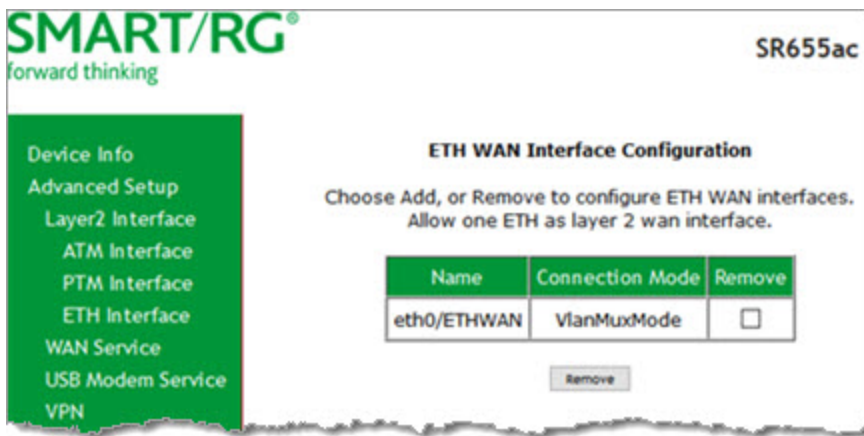 SMART/RG®
forward thinking
SR655ac
Device Info
Advanced Setup
Layer2 Interface
ATM Interface
PTM Interface
ETH Interface
WAN Service
USB Modem Service
VPN
ETH WAN Interface Configuration
Choose Add, or Remove to configure ETH WAN interfaces.
Allow one ETH as layer 2 wan interface.
Name Connection Mode Remove
eth0/ETHWAN VlanMuxMode
Remove